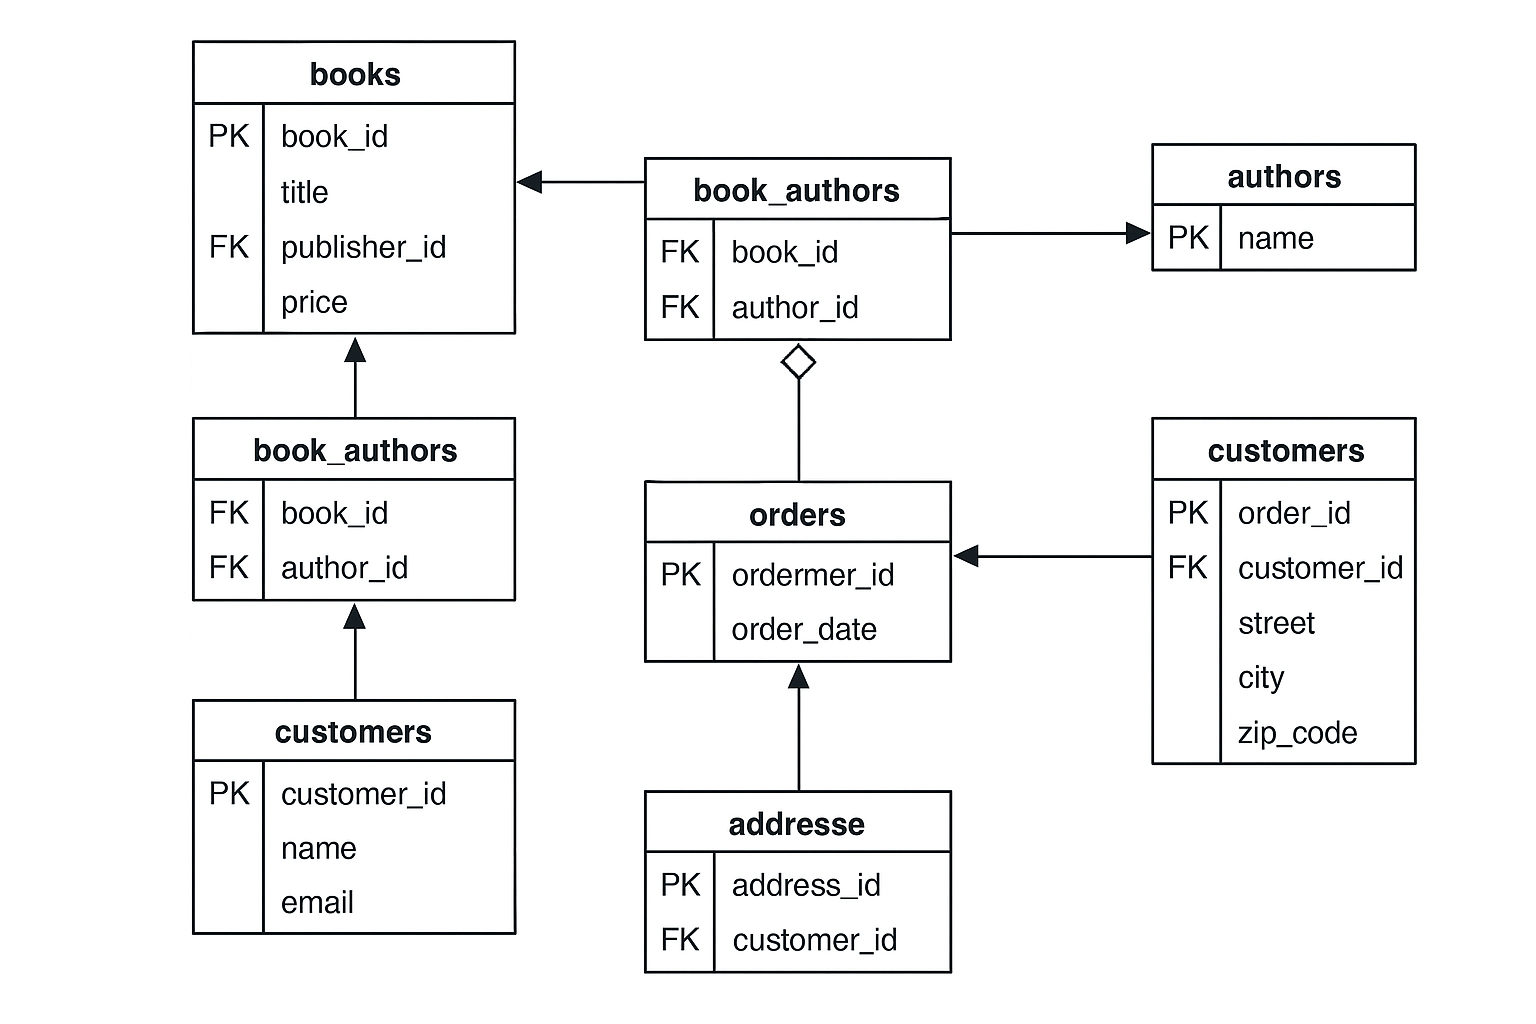 books
PK book_id
title
FK publisher_id
price
book_authors
FK book_id
FK author_id
authors
PK name
book_authors
FK book_id
FK author_id
orders
PK ordermer_id
order_date
customers
PK order_id
FK customer_id
street
city
zip_code
customers
PK customer_id
name
email
addresse
PK address_id
FK customer_id